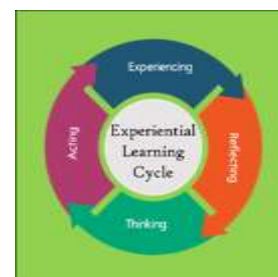 Experiencing
Reflecting
Thinking
Acting
Experiential
Learning
Cycle